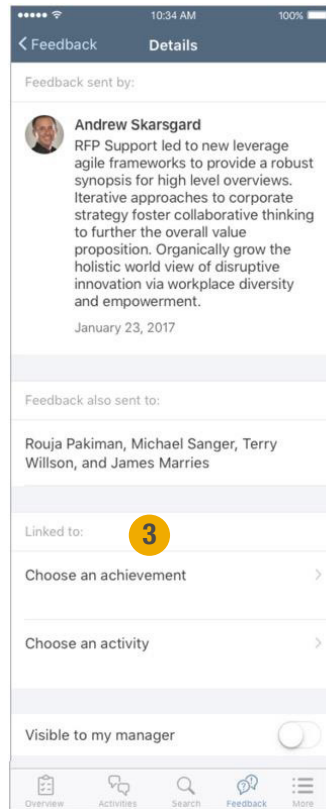 10:34 AM
100%
Feedback
Details
Feedback sent by:
Andrew Skarsgard
RFP Support led to new leverage
agile frameworks to provide a robust
synopsis for high level overviews.
Iterative approaches to corporate
strategy foster collaborative thinking
to further the overall value
proposition. Organically grow the
holistic world view of disruptive
innovation via workplace diversity
and empowerment.
January 23, 2017
Feedback also sent to:
Rouja Pakiman, Michael Sanger, Terry
Willson, and James Marries
Linked to:
3
Choose an achievement
Choose an activity
Visible to my manager
Overview Activities Search Feedback More